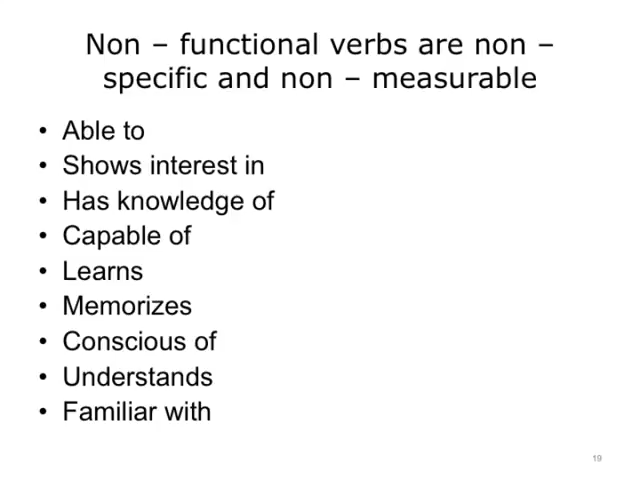 Non – functional verbs are non –
specific and non – measurable
• Able to
• Shows interest in
• Has knowledge of
• Capable of
• Learns
• Memorizes
• Conscious of
• Understands
• Familiar with
19